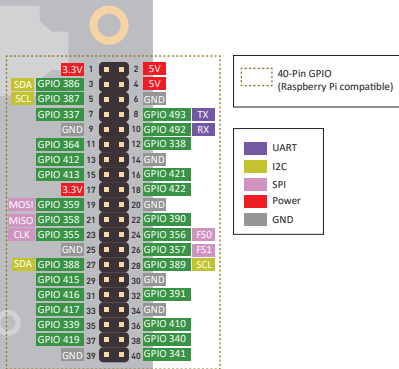 3.3V 1 2 5V
SDA GPIO 386 3 4 5V
SCL GPIO 387 5 6 GND
GPIO 337 7 8 GPIO 493 TX
GND 9 10 GPIO 492 RX
GPIO 364 11 12 GPIO 338
GPIO 412 13 14 GND
GPIO 413 15 16 GPIO 421
3.3V 17 18 GPIO 422
MOSI GPIO 359 19 20 GND
MISO GPIO 358 21 22 GPIO 390
CLK GPIO 355 23 24 GPIO 356 FS0
GND 25 26 GPIO 357 FS1
SDA GPIO 388 27 28 GPIO 389 SCL
GPIO 415 29 30 GND
GPIO 416 31 32 GPIO 391
GPIO 417 33 34 GND
GPIO 339 35 36 GPIO 410
GPIO 419 37 38 GPIO 340
GND 39 40 GPIO 341
40-Pin GPIO
(Raspberry Pi compatible)
UART
I2C
SPI
Power
GND